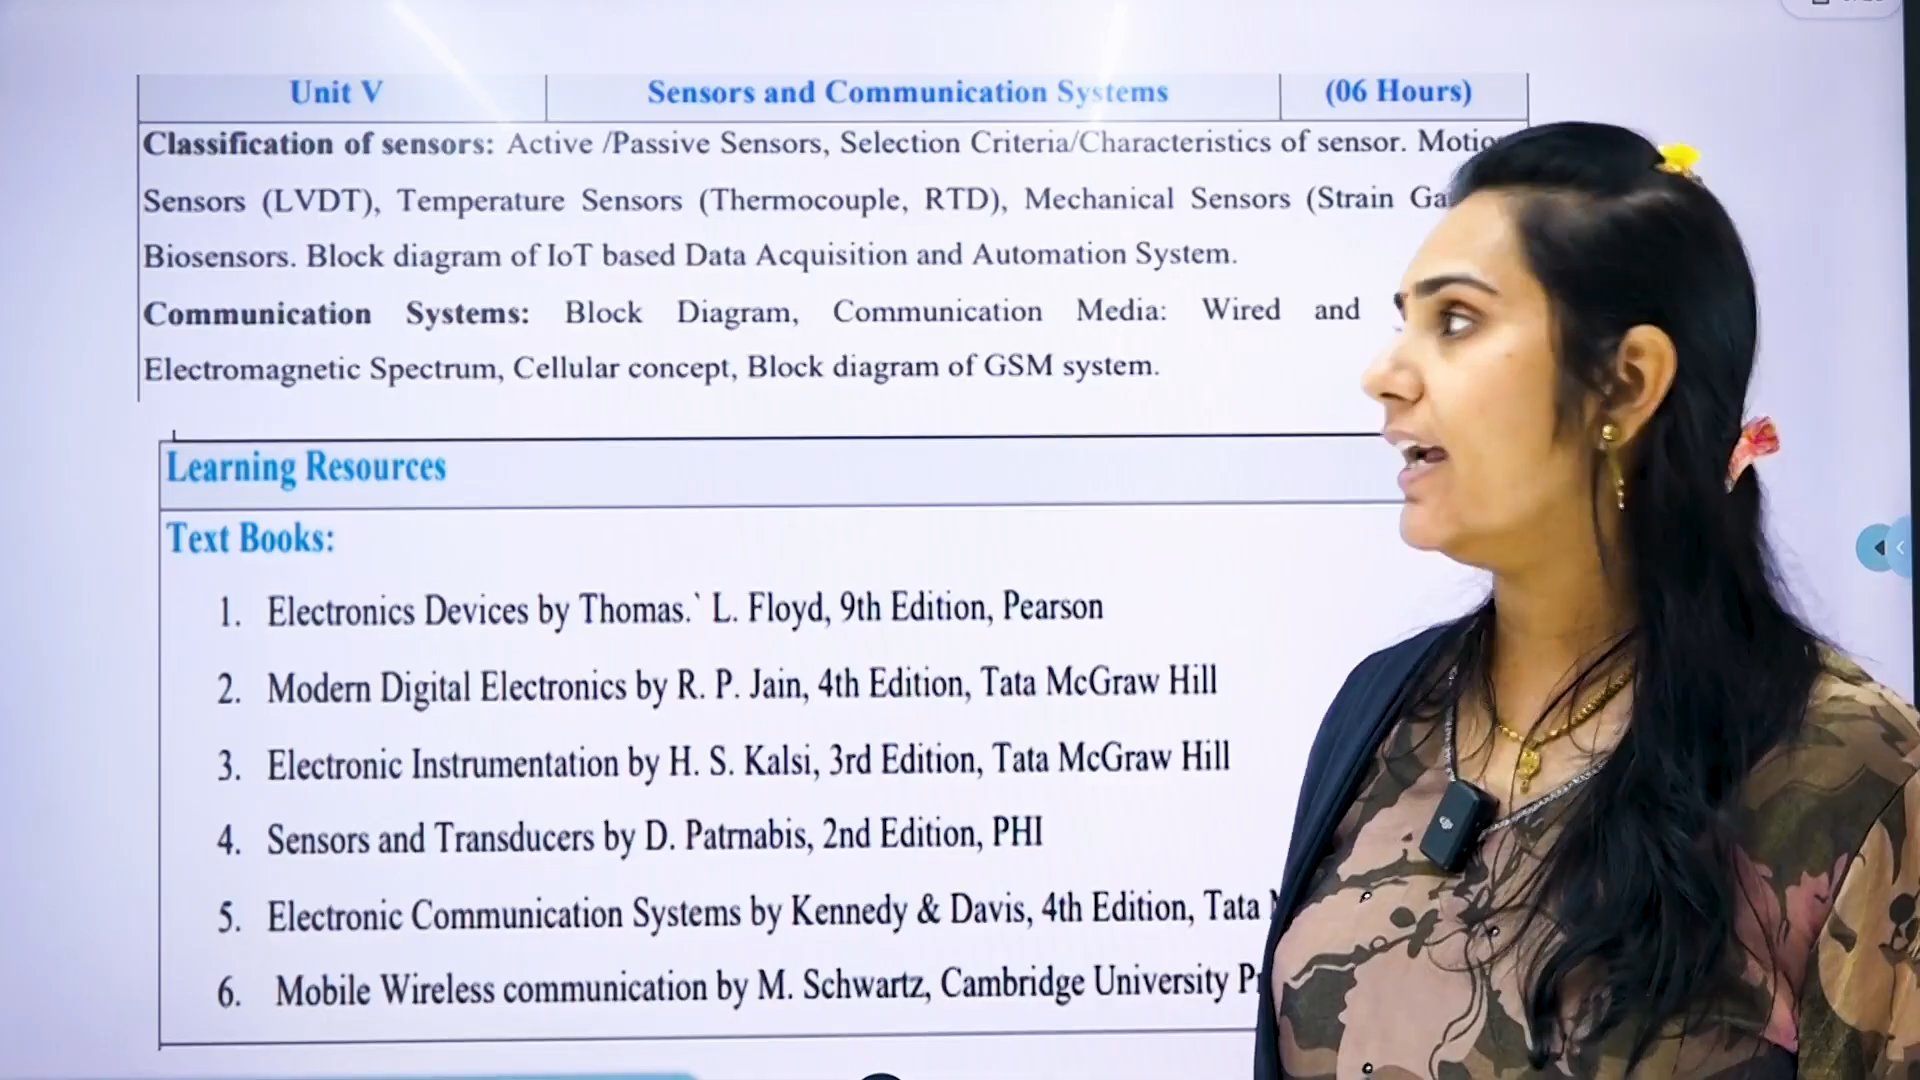 Unit V Sensors and Communication Systems (06 Hours)
Classification of sensors: Active /Passive Sensors, Selection Criteria/Characteristics of sensor.
Sensors (LVDT), Temperature Sensors (Thermocouple, RTD), Mechanical Sensors (Strain
Biosensors. Block diagram of IoT based Data Acquisition and Automation System.
Communication Systems: Block Diagram, Communication Media: Wired and
Electromagnetic Spectrum, Cellular concept, Block diagram of GSM system.
Learning Resources
Text Books:
1. Electronics Devices by Thomas.` L. Floyd, 9th Edition, Pearson
2. Modern Digital Electronics by R. P. Jain, 4th Edition, Tata McGraw Hill
3. Electronic Instrumentation by H. S. Kalsi, 3rd Edition, Tata McGraw Hill
4. Sensors and Transducers by D. Patrnabis, 2nd Edition, PHI
5. Electronic Communication Systems by Kennedy & Davis, 4th Edition, Tata
6. Mobile Wireless communication by M. Schwartz, Cambridge University